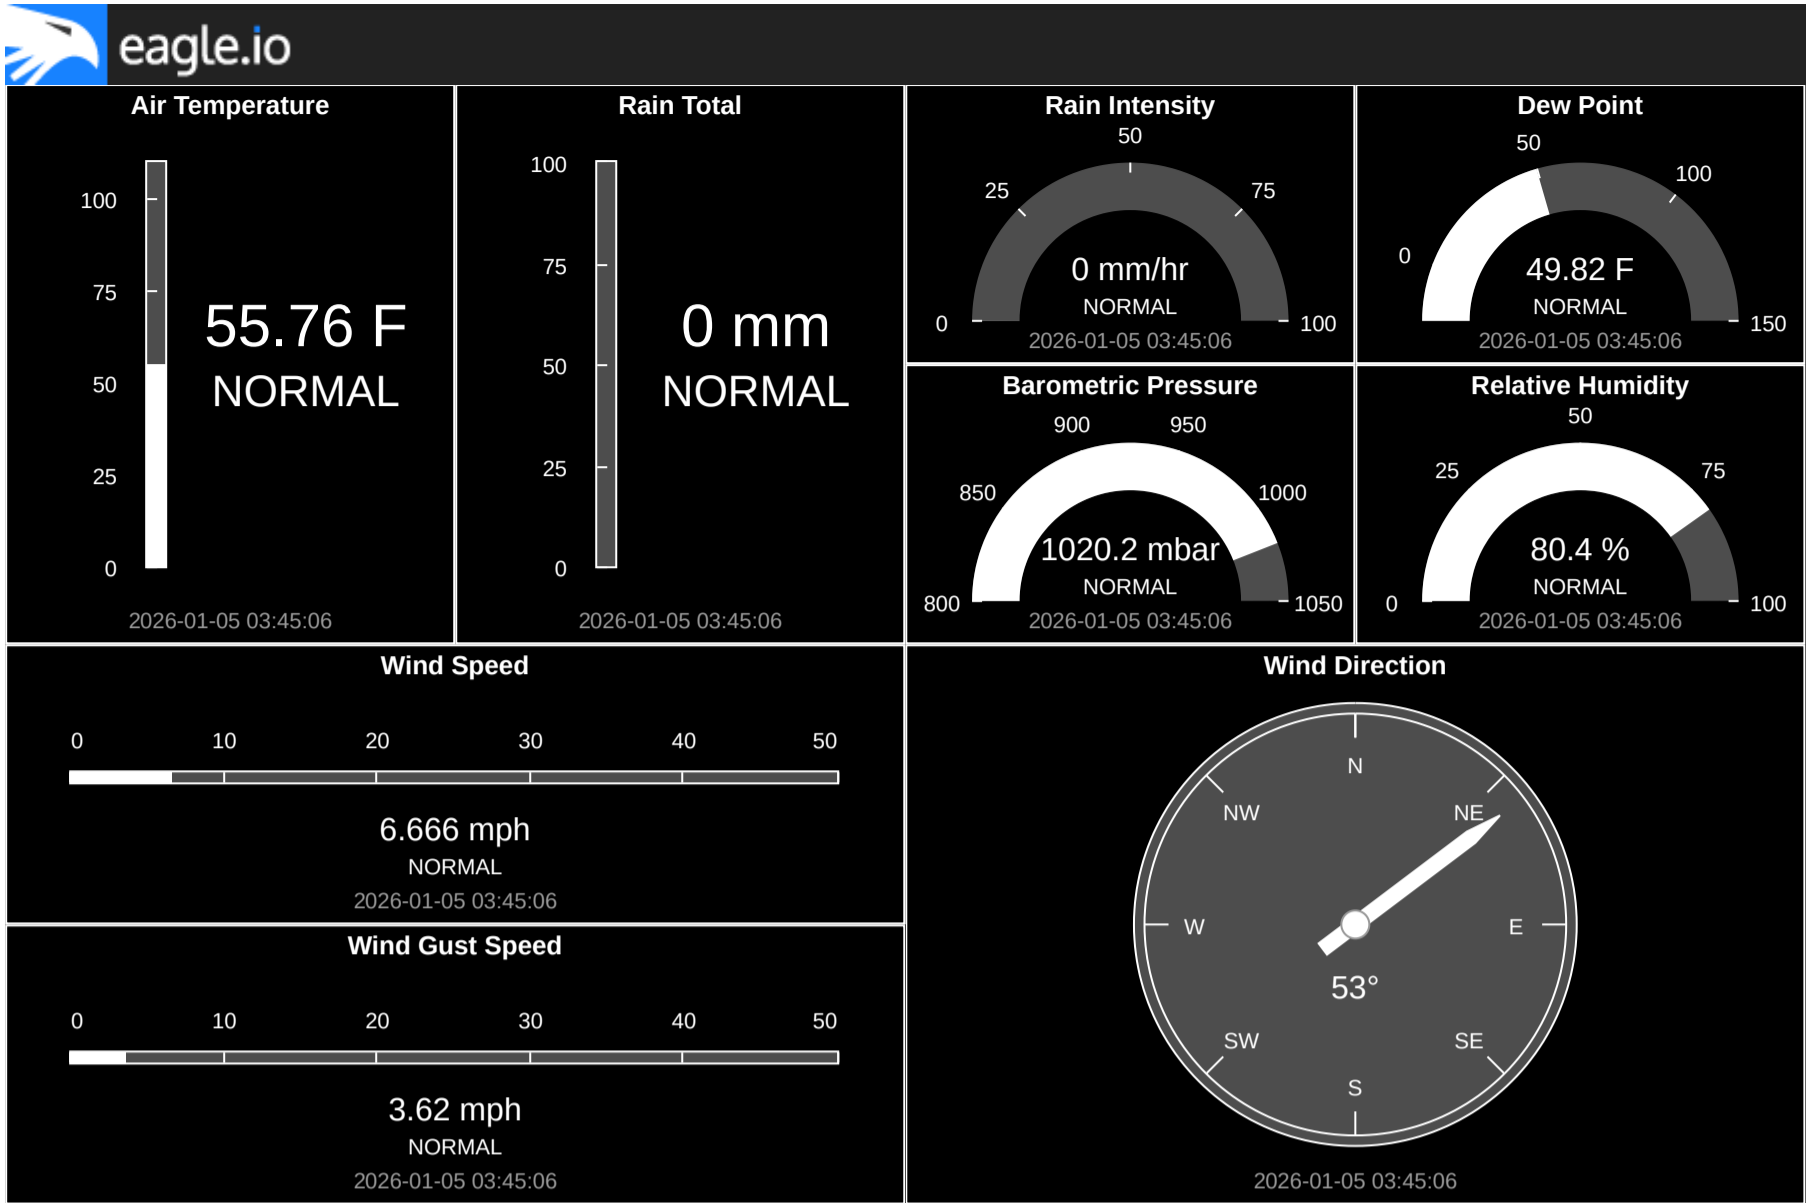 eagle.io
Air Temperature
100
75
50
25
0
55.76 F
NORMAL
2026-01-05 03:45:06
Rain Total
100
75
50
25
0
0 mm
NORMAL
2026-01-05 03:45:06
Rain Intensity
50
25
75
0
100
0 mm/hr
NORMAL
2026-01-05 03:45:06
Dew Point
50
100
0
150
49.82 F
NORMAL
2026-01-05 03:45:06
Barometric Pressure
900
950
850
1000
800
1050
1020.2 mbar
NORMAL
2026-01-05 03:45:06
Relative Humidity
50
25
75
0
100
80.4 %
NORMAL
2026-01-05 03:45:06
Wind Speed
0 10 20 30 40 50
6.666 mph
NORMAL
2026-01-05 03:45:06
Wind Gust Speed
0 10 20 30 40 50
3.62 mph
NORMAL
2026-01-05 03:45:06
Wind Direction
N
NW
NE
W
E
53°
SW
SE
S
2026-01-05 03:45:06